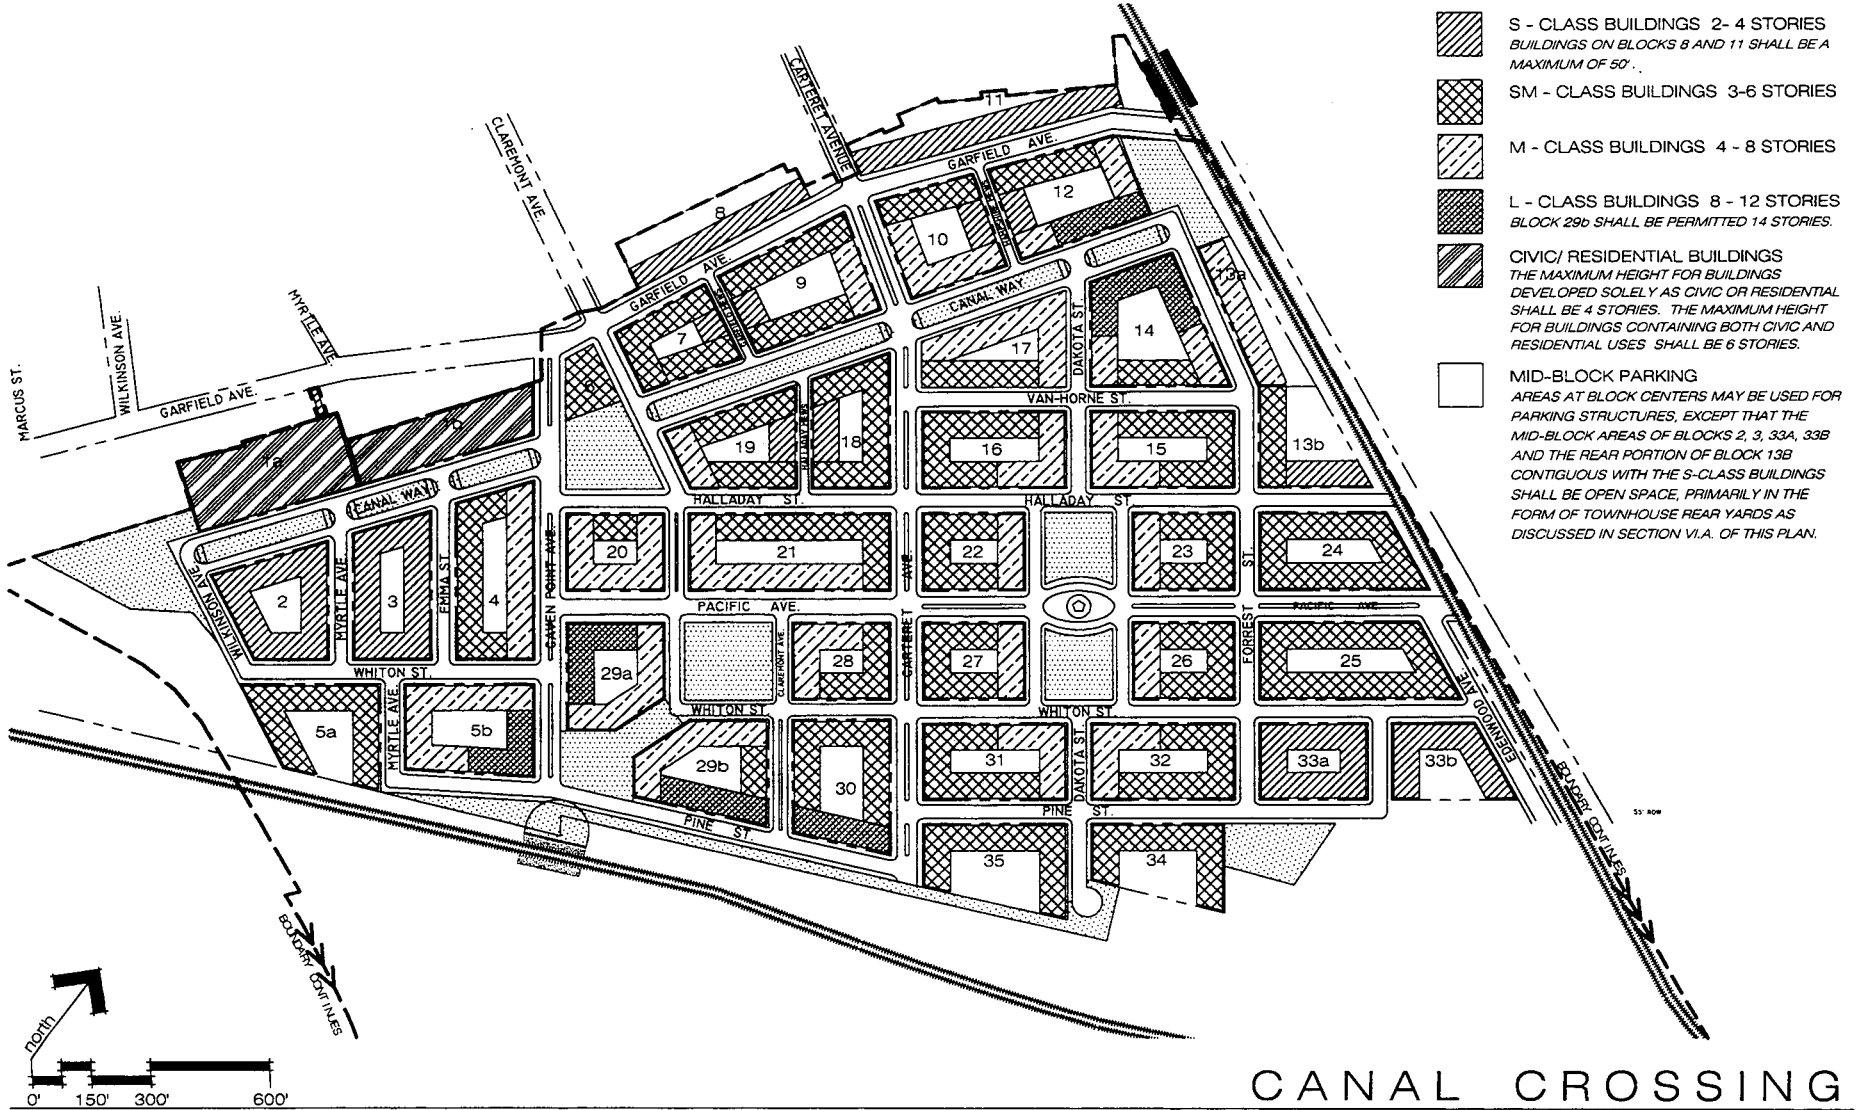 S - CLASS BUILDINGS 2- 4 STORIES
BUILDINGS ON BLOCKS 8 AND 11 SHALL BE A
MAXIMUM OF 50'.
SM - CLASS BUILDINGS 3-6 STORIES
M - CLASS BUILDINGS 4 - 8 STORIES
L - CLASS BUILDINGS 8 - 12 STORIES
BLOCK 29b SHALL BE PERMITTED 14 STORIES.
CIVIC/ RESIDENTIAL BUILDINGS
THE MAXIMUM HEIGHT FOR BUILDINGS
DEVELOPED SOLELY AS CIVIC OR RESIDENTIAL
SHALL BE 4 STORIES. THE MAXIMUM HEIGHT
FOR BUILDINGS CONTAINING BOTH CIVIC AND
RESIDENTIAL USES SHALL BE 6 STORIES.
MID-BLOCK PARKING
AREAS AT BLOCK CENTERS MAY BE USED FOR
PARKING STRUCTURES, EXCEPT THAT THE
MID-BLOCK AREAS OF BLOCKS 2, 3, 33A, 33B
AND THE REAR PORTION OF BLOCK 13B
CONTIGUOUS WITH THE S-CLASS BUILDINGS
SHALL BE OPEN SPACE, PRIMARILY IN THE
FORM OF TOWNHOUSE REAR YARDS AS
DISCUSSED IN SECTION VI.A. OF THIS PLAN.
MARCUS ST.
WILKINSON AVE.
MYRTLE AVE.
CLAREMONT AVE.
CARTERET AVENUE
GARFIELD AVE.
GARFIELD AVE.
GARFIELD AVE.
11
8
12
10
9
7
13a
CANAL WAY
DAKOTA ST.
14
17
6
VAN-HORNE ST.
1a
1b
19
18
16
15
13b
CANAL WAY
HALLADAY ST.
HALLADAY ST
WILKINSON AVE
2
MYRTLE AVE
3
EMMA ST.
4
CAVEN POINT AVE.
20
21
CARTERET AVE.
22
23
FORREST ST.
24
PACIFIC AVE.
PACIFIC AVE.
29a
CLAREMONT AVE.
28
27
26
25
WHITON ST.
WHITON ST.
WHITON ST.
5a
MYRTLE AVE.
5b
29b
30
31
DAKOTA ST.
32
33a
33b
EDENWOOD AVE.
PINE ST.
PINE ST.
35
34
BOUNDARY CONTINUES
BOUNDARY CONTINUES
55' ROW
north
0' 150' 300' 600'
CANAL CROSSING